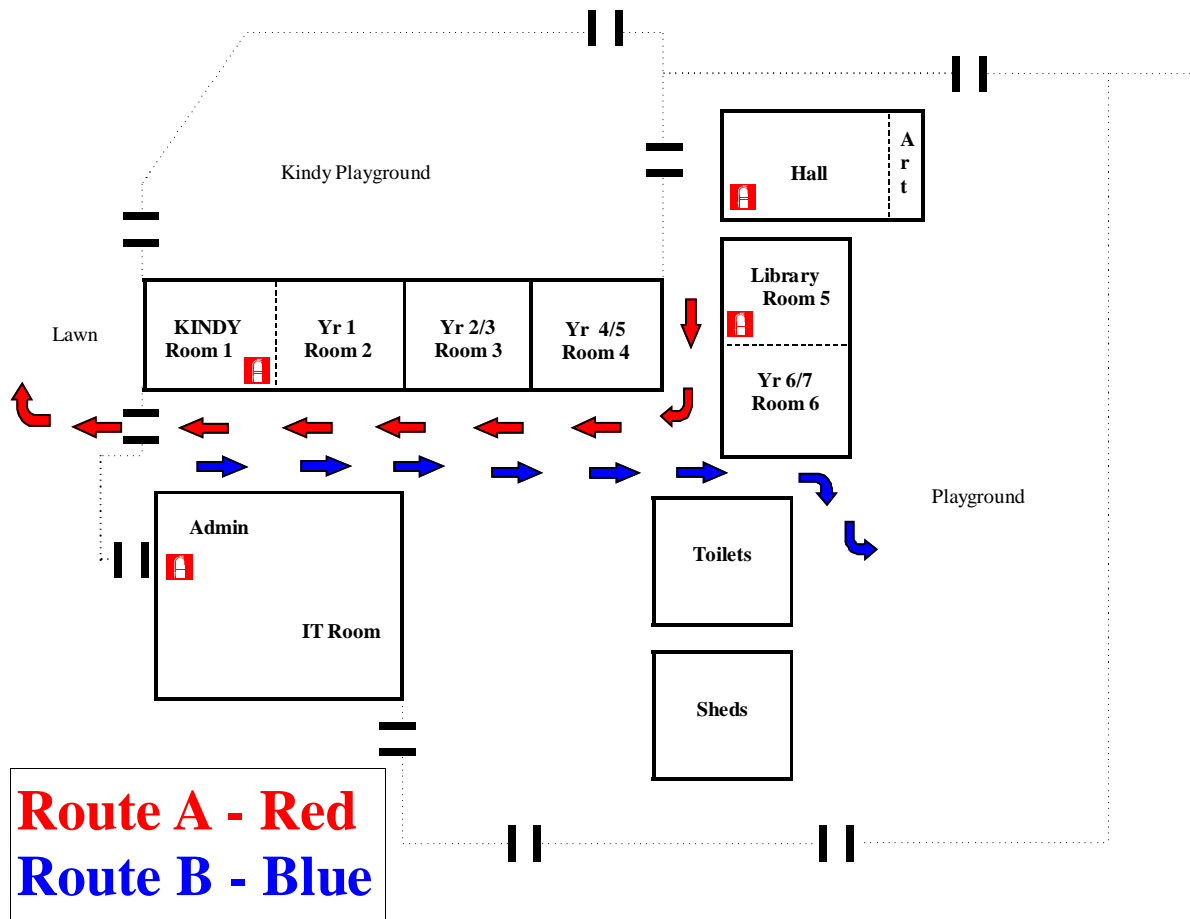 Kindy Playground
Hall
Art
Library
Room 5
Lawn
KINDY
Room 1
Yr 1
Room 2
Yr 2/3
Room 3
Yr 4/5
Room 4
Yr 6/7
Room 6
Playground
Admin
Toilets
IT Room
Sheds
Route A - Red
Route B - Blue